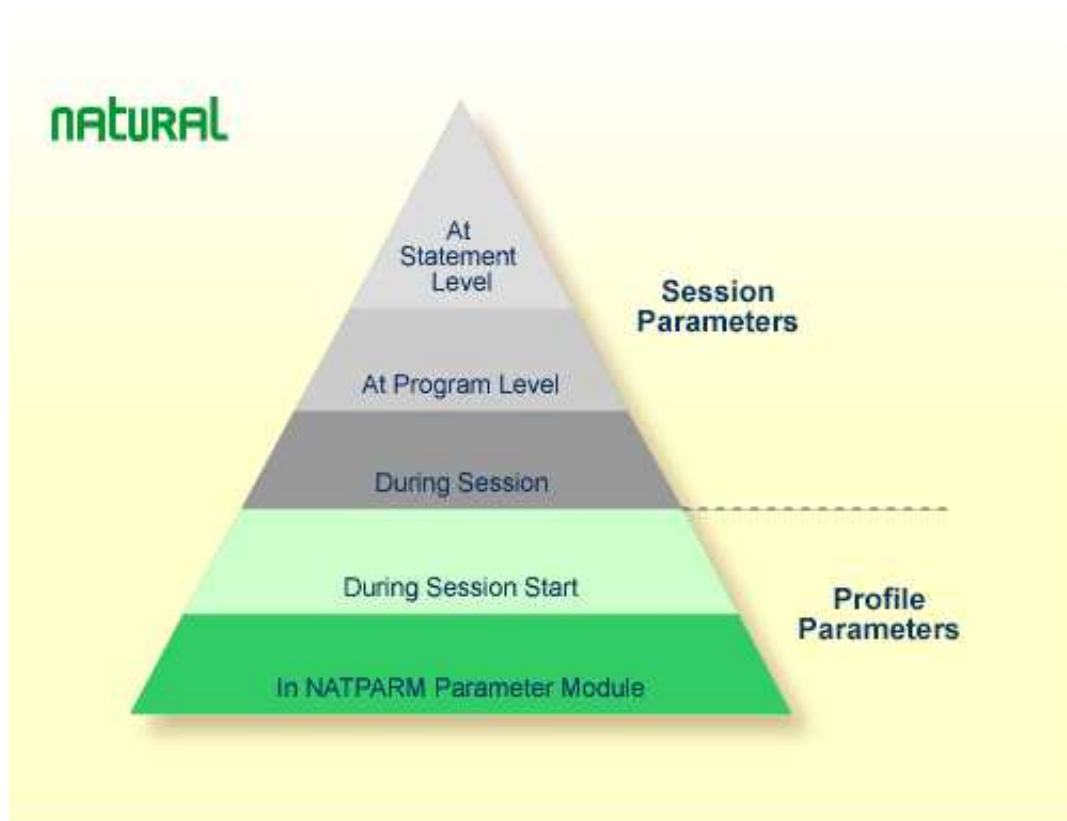 natural
At
Statement
Level
Session
Parameters
At Program Level
During Session
During Session Start
Profile
Parameters
In NATPARM Parameter Module